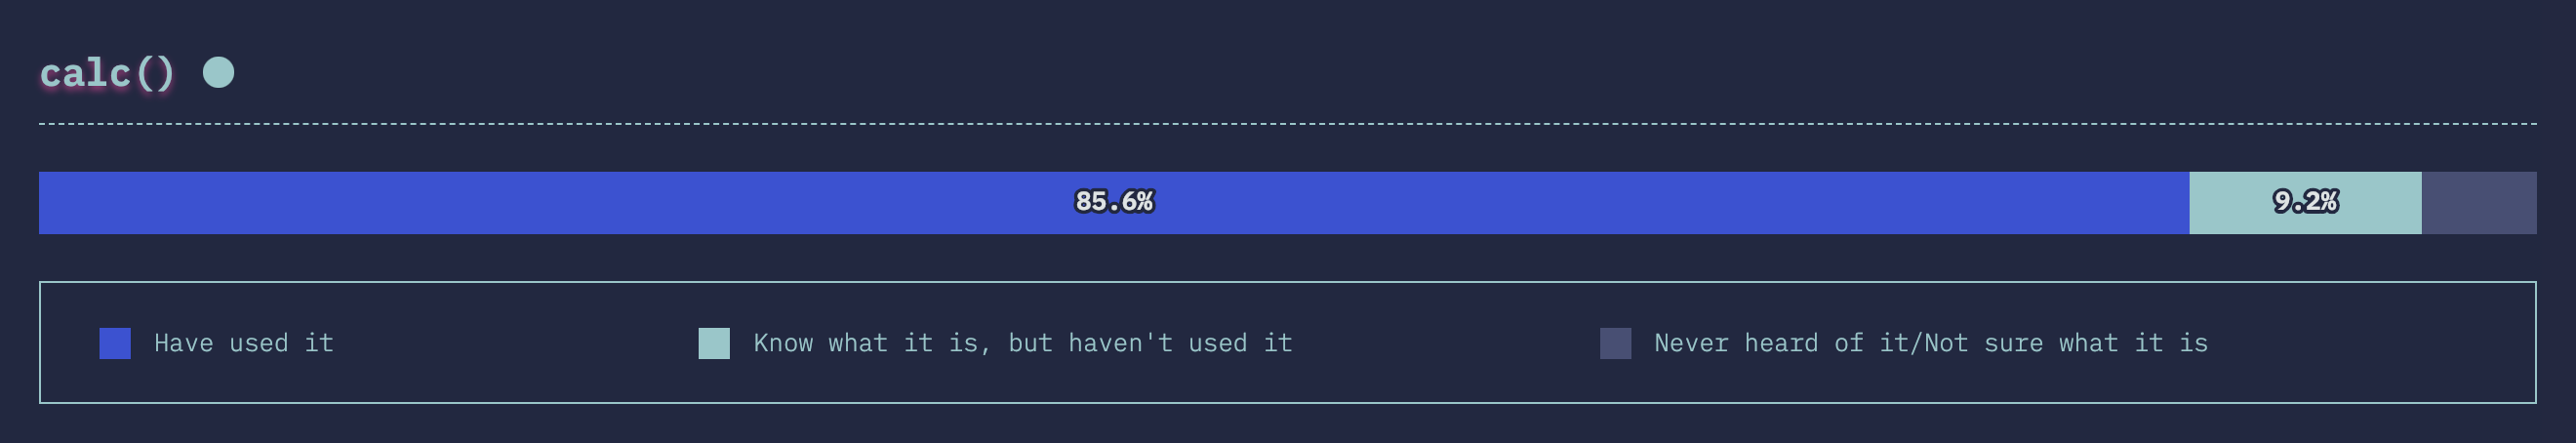 calc()
85.6% 9.2%
Have used it Know what it is, but haven't used it Never heard of it/Not sure what it is